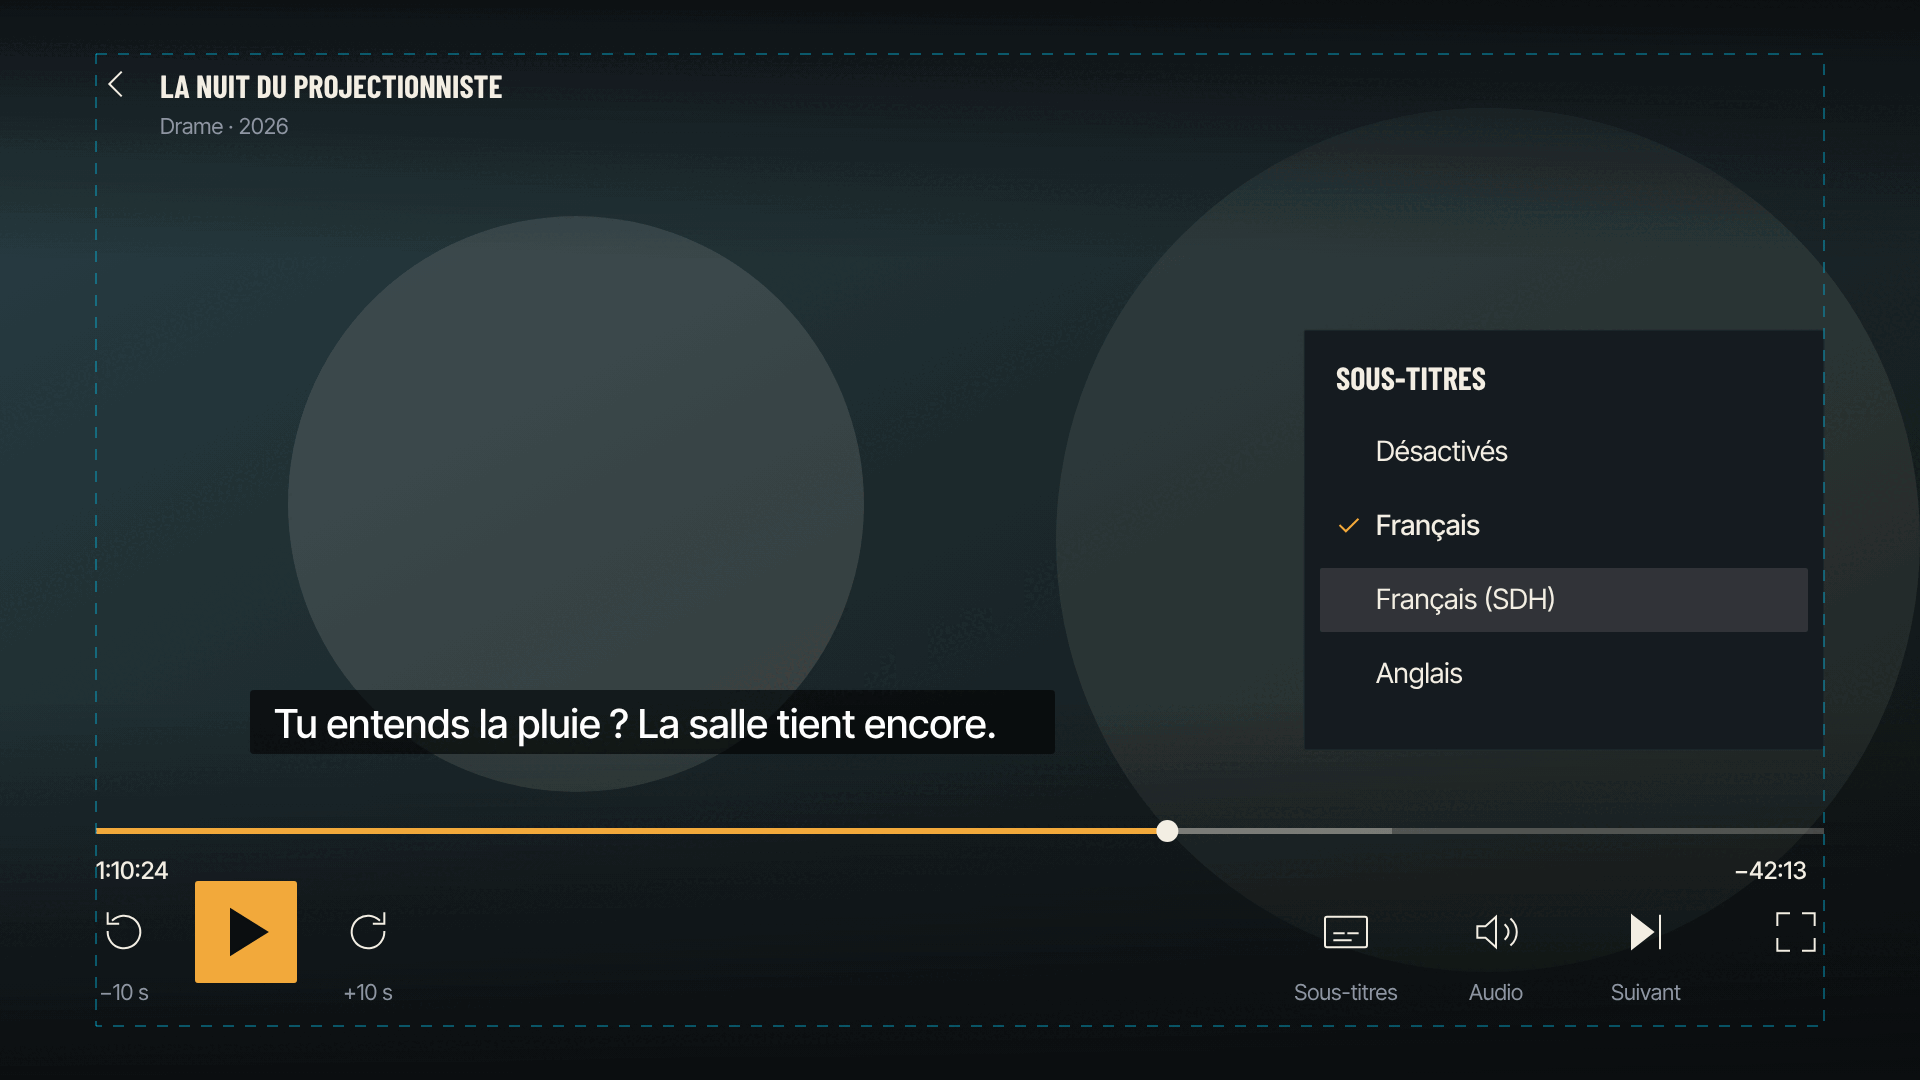 LA NUIT DU PROJECTIONNISTE
Drame · 2026
SOUS-TITRES
Désactivés
Français
Français (SDH)
Anglais
Tu entends la pluie ? La salle tient encore.
1:10:24
−42:13
−10 s
+10 s
Sous-titres
Audio
Suivant